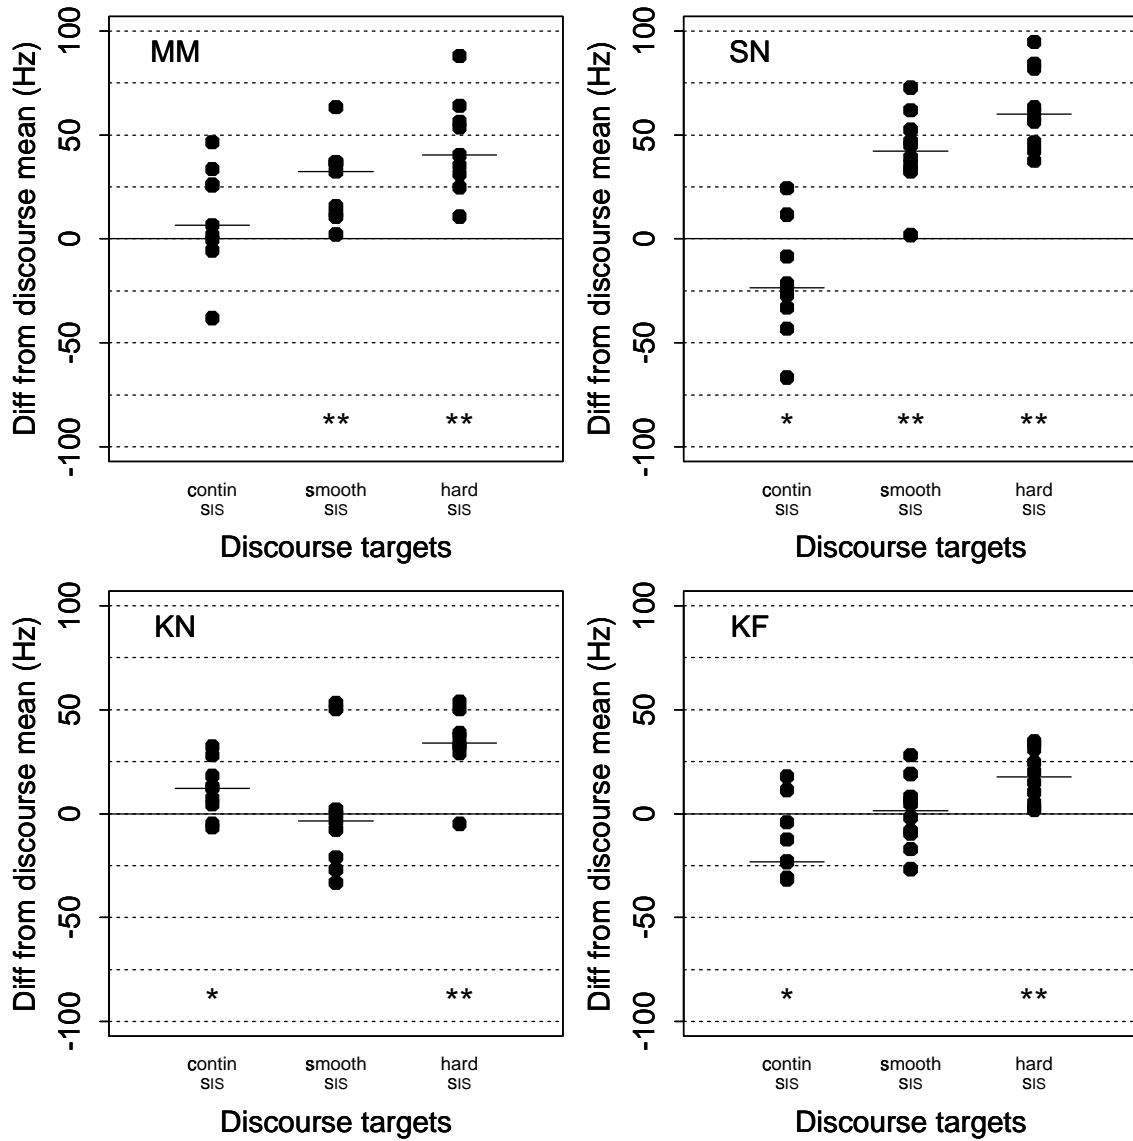 MM
Diff from discourse mean (Hz)
100
50
0
-50
-100
** **
contin smooth hard
SIS SIS SIS
Discourse targets
SN
Diff from discourse mean (Hz)
100
50
0
-50
-100
* ** **
contin smooth hard
SIS SIS SIS
Discourse targets
KN
Diff from discourse mean (Hz)
100
50
0
-50
-100
* **
contin smooth hard
SIS SIS SIS
Discourse targets
KF
Diff from discourse mean (Hz)
100
50
0
-50
-100
* **
contin smooth hard
SIS SIS SIS
Discourse targets